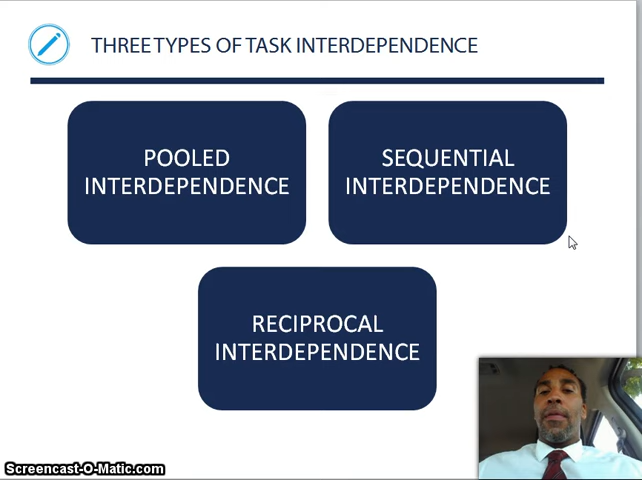 THREE TYPES OF TASK INTERDEPENDENCE
POOLED
INTERDEPENDENCE
SEQUENTIAL
INTERDEPENDENCE
RECIPROCAL
INTERDEPENDENCE
Screencast-O-Matic.com